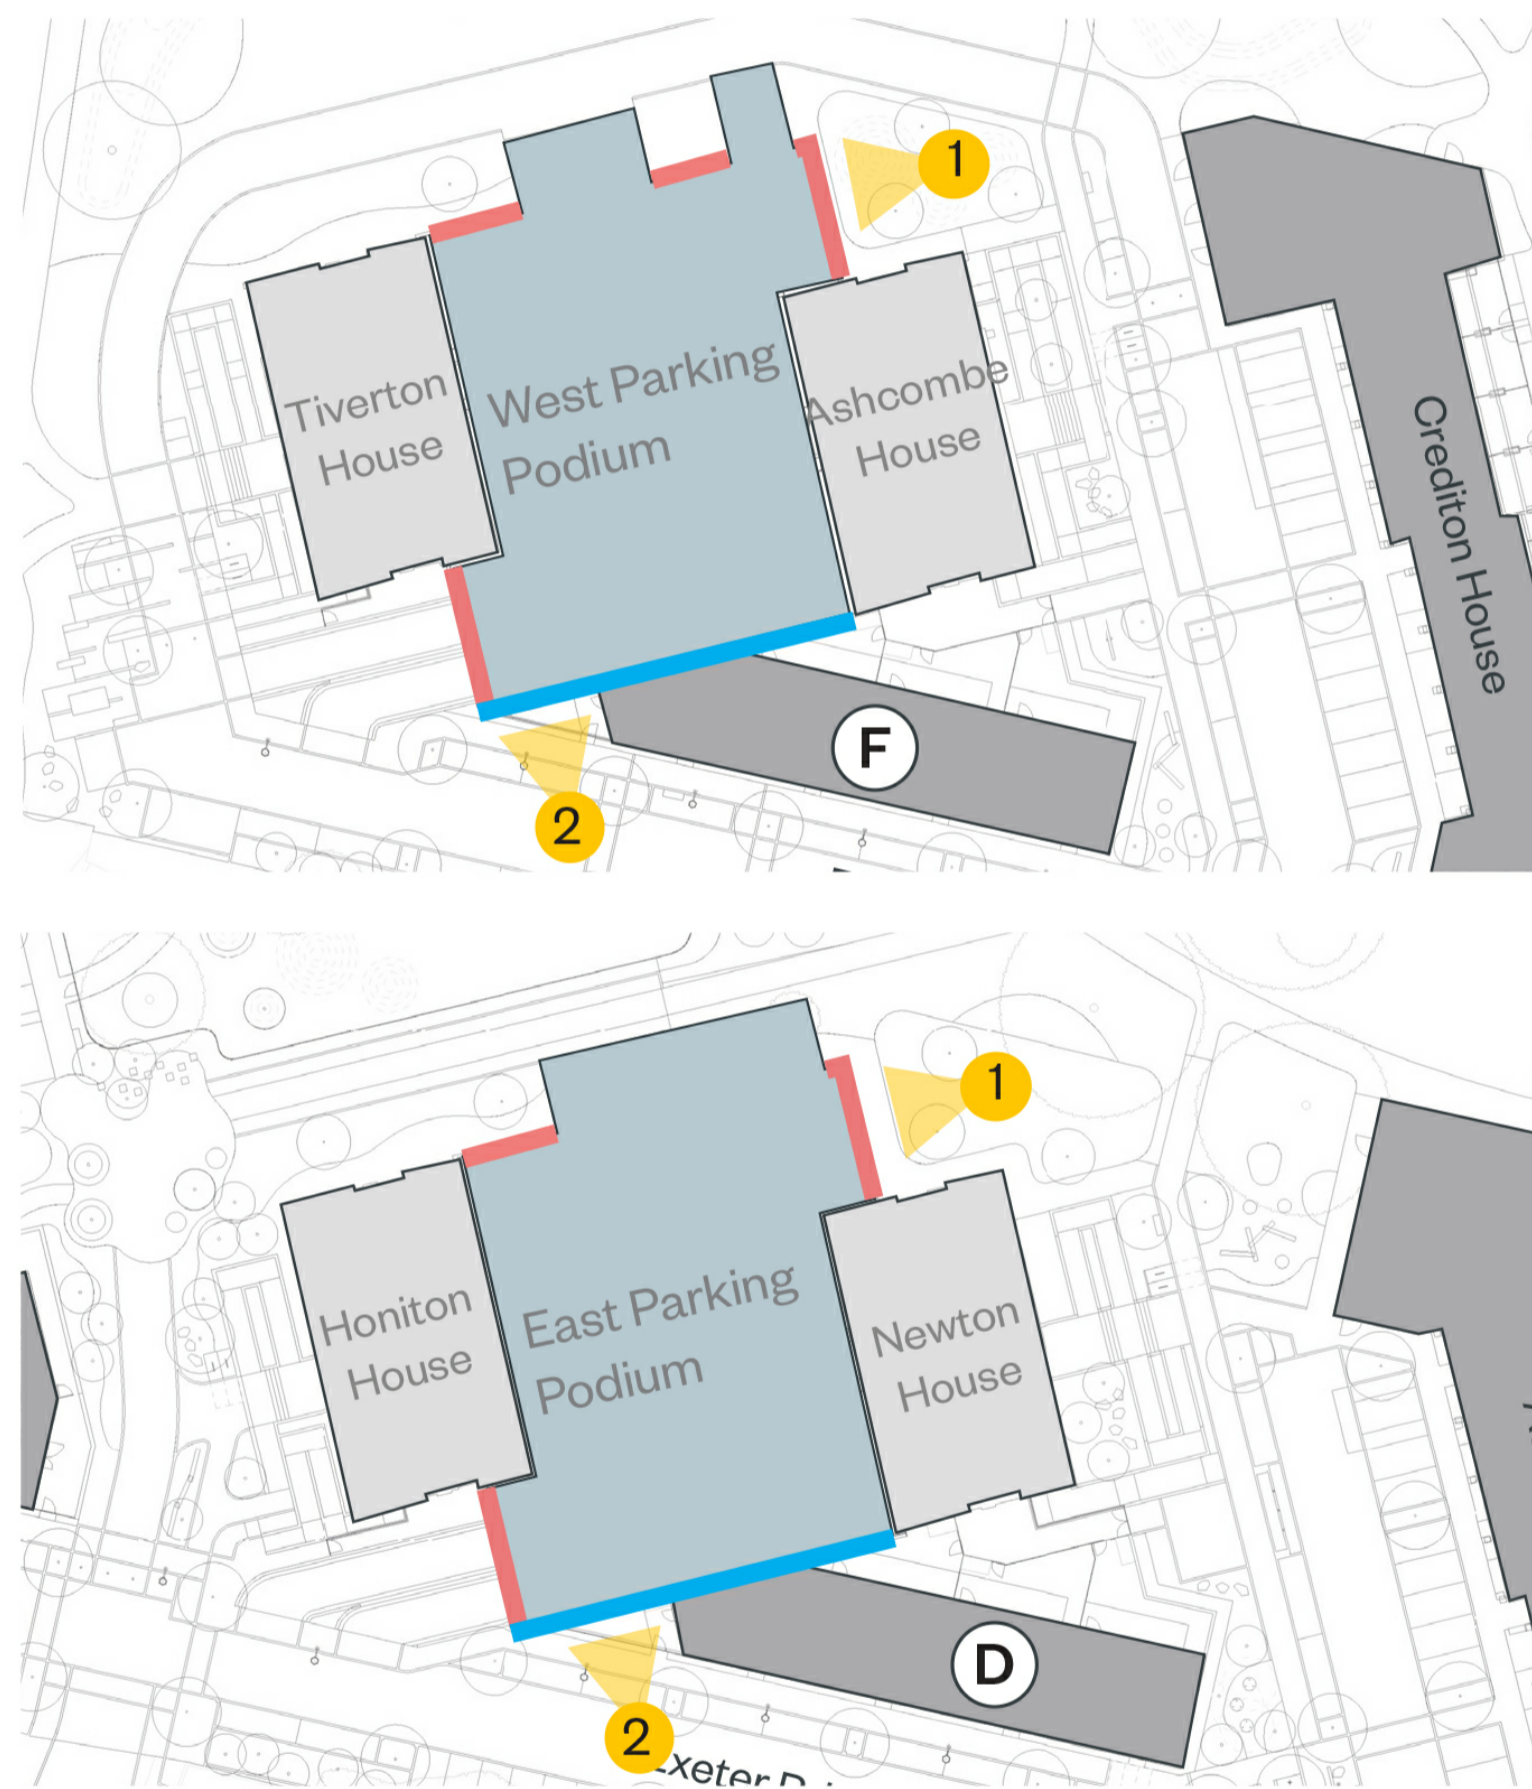 1
Tiverton
House
West Parking
Podium
Ashcombe
House
Crediton House
F
2
1
Honiton
House
East Parking
Podium
Newton
House
D
2